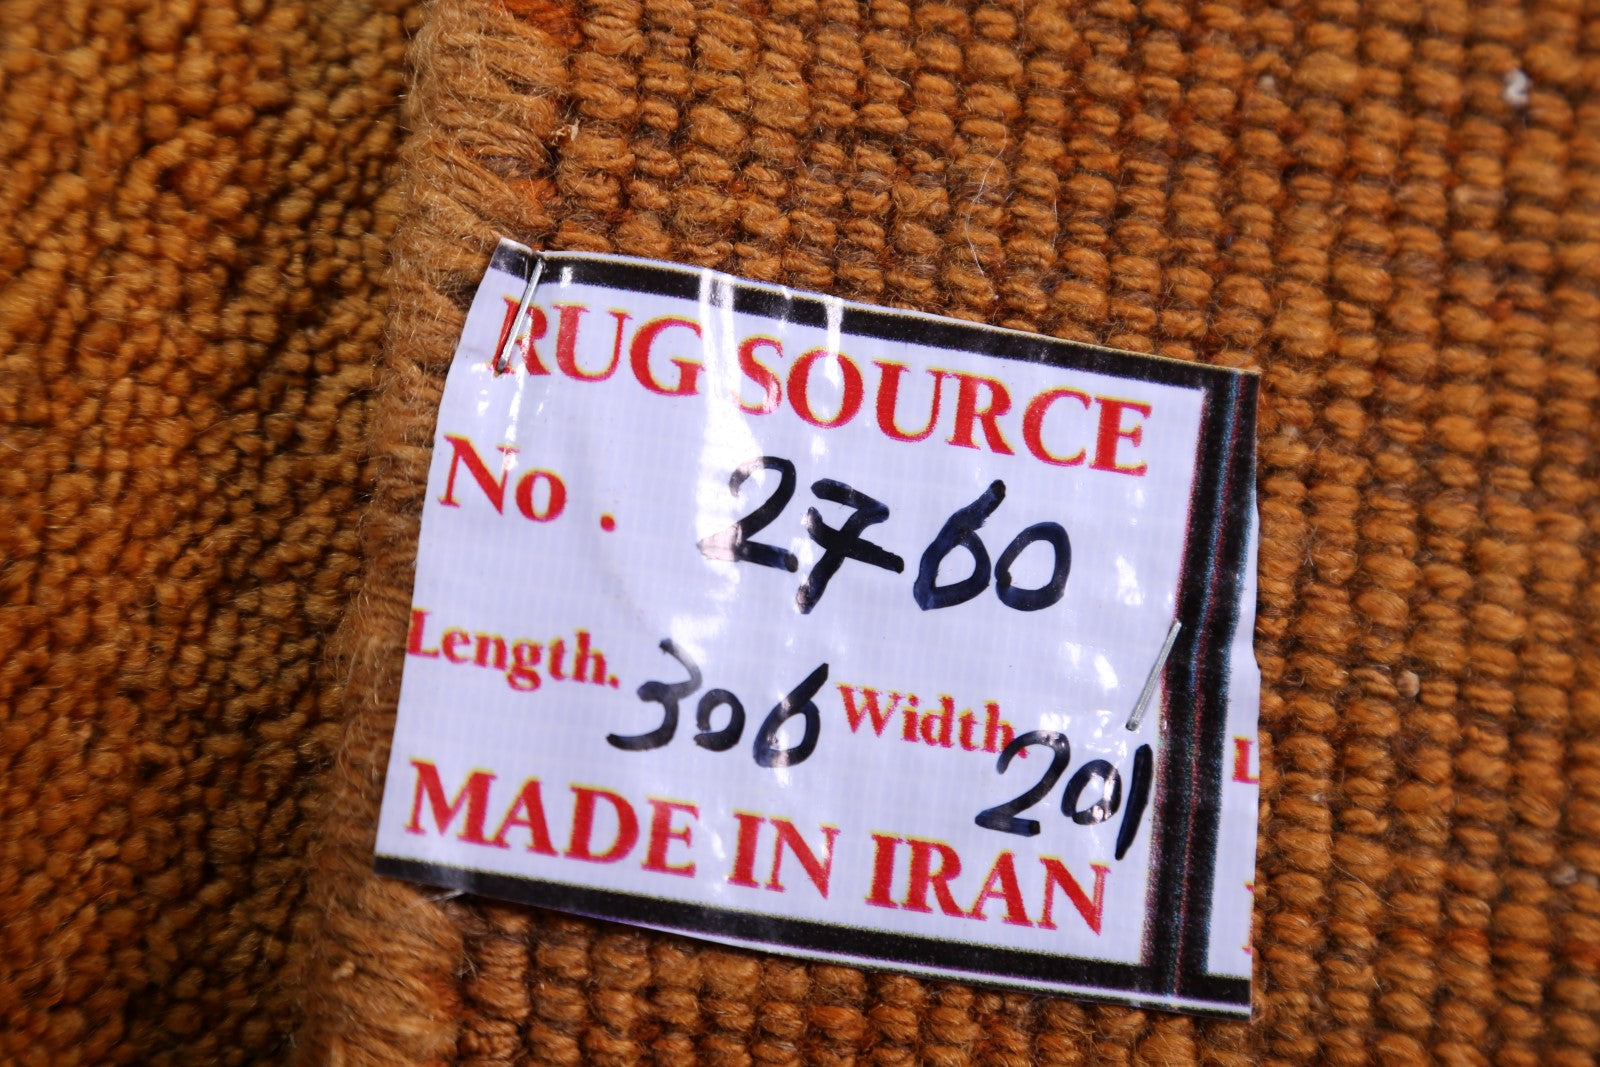 RUG SOURCE
No . 2760
Length. 306 Width. 201
MADE IN IRAN